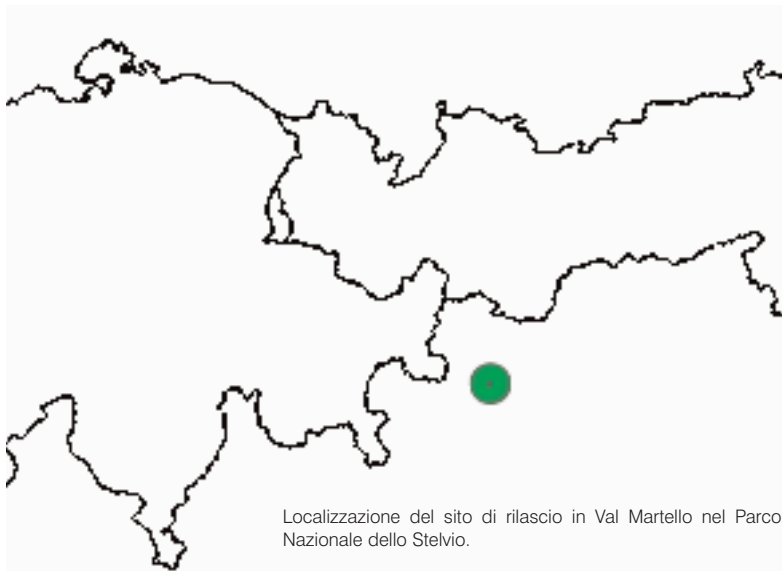 Localizzazione del sito di rilascio in Val Martello nel Parco
Nazionale dello Stelvio.